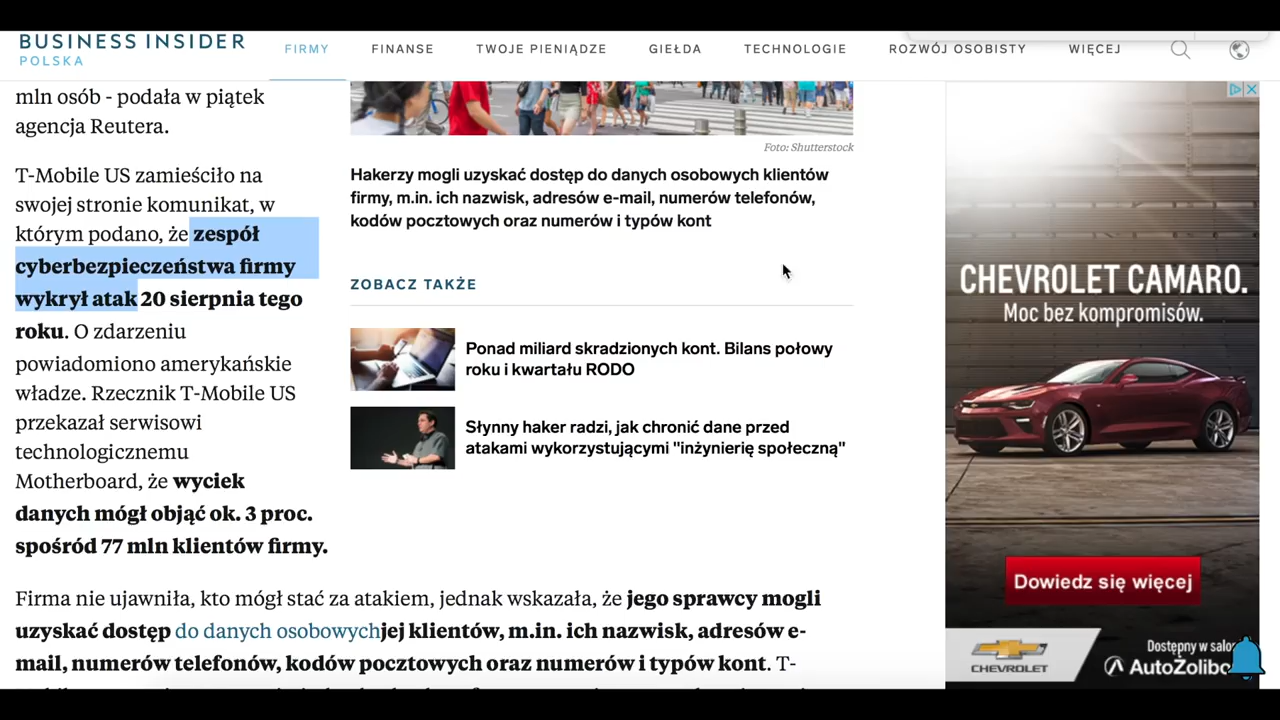 BUSINESS INSIDER
POLSKA
FIRMY
FINANSE
TWOJE PIENIĄDZE
GIEŁDA
TECHNOLOGIE
ROZWÓJ OSOBISTY
WIĘCEJ
mln osób - podała w piątek
agencja Reutera.
T-Mobile US zamieściło na
swojej stronie komunikat, w
którym podano, że zespół
cyberbezpieczeństwa firmy
wykrył atak 20 sierpnia tego
roku. O zdarzeniu
powiadomiono amerykańskie
władze. Rzecznik T-Mobile US
przekazał serwisowi
technologicznemu
Motherboard, że wyciek
danych mógł objąć ok. 3 proc.
spośród 77 mln klientów firmy.
Foto: Shutterstock
Hakerzy mogli uzyskać dostęp do danych osobowych klientów
firmy, m.in. ich nazwisk, adresów e-mail, numerów telefonów,
kodów pocztowych oraz numerów i typów kont
ZOBACZ TAKŻE
Ponad miliard skradzionych kont. Bilans połowy
roku i kwartału RODO
Słynny haker radzi, jak chronić dane przed
atakami wykorzystującymi "inżynierię społeczną"
Firma nie ujawniła, kto mógł stać za atakiem, jednak wskazała, że jego sprawcy mogli
uzyskać dostęp do danych osobowychjej klientów, m.in. ich nazwisk, adresów e-
mail, numerów telefonów, kodów pocztowych oraz numerów i typów kont. T-
CHEVROLET CAMARO.
Moc bez kompromisów.
Dowiedz się więcej
CHEVROLET
Dostępny w salo
AutoŻolibo